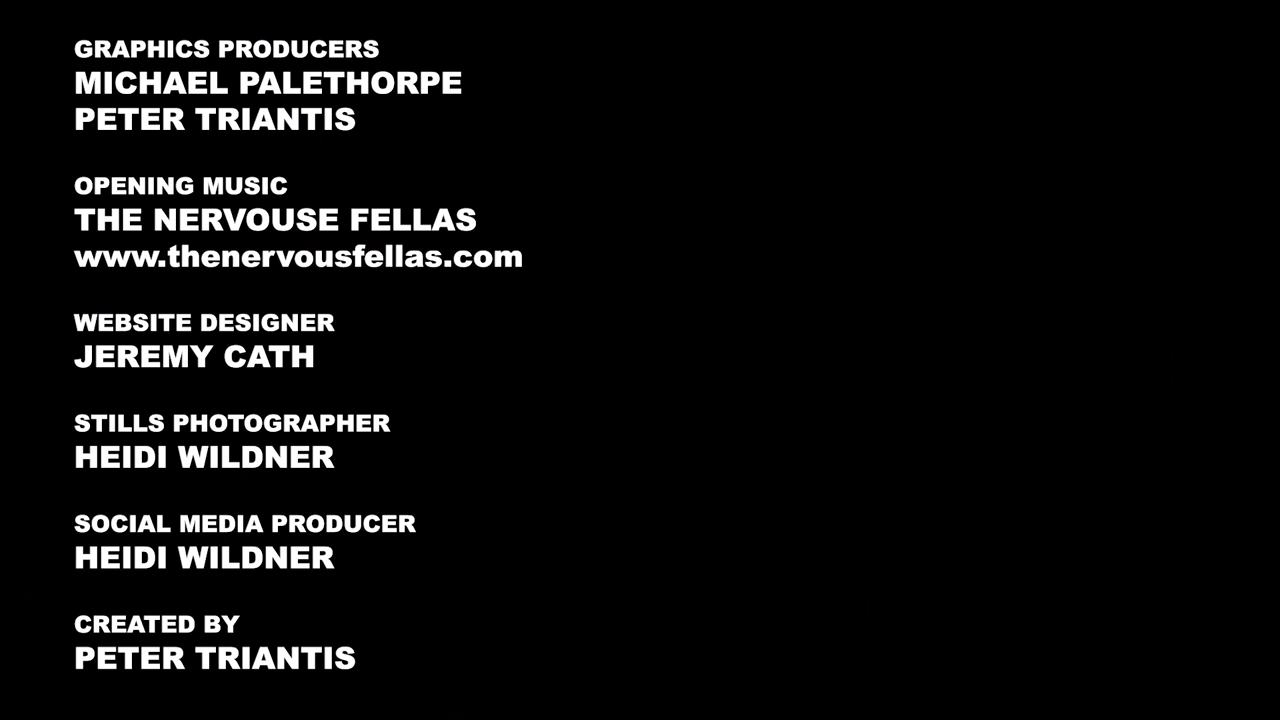 GRAPHICS PRODUCERS
MICHAEL PALETHORPE
PETER TRIANTIS
OPENING MUSIC
THE NERVOUSE FELLAS
www.thenervousfellas.com
WEBSITE DESIGNER
JEREMY CATH
STILLS PHOTOGRAPHER
HEIDI WILDNER
SOCIAL MEDIA PRODUCER
HEIDI WILDNER
CREATED BY
PETER TRIANTIS